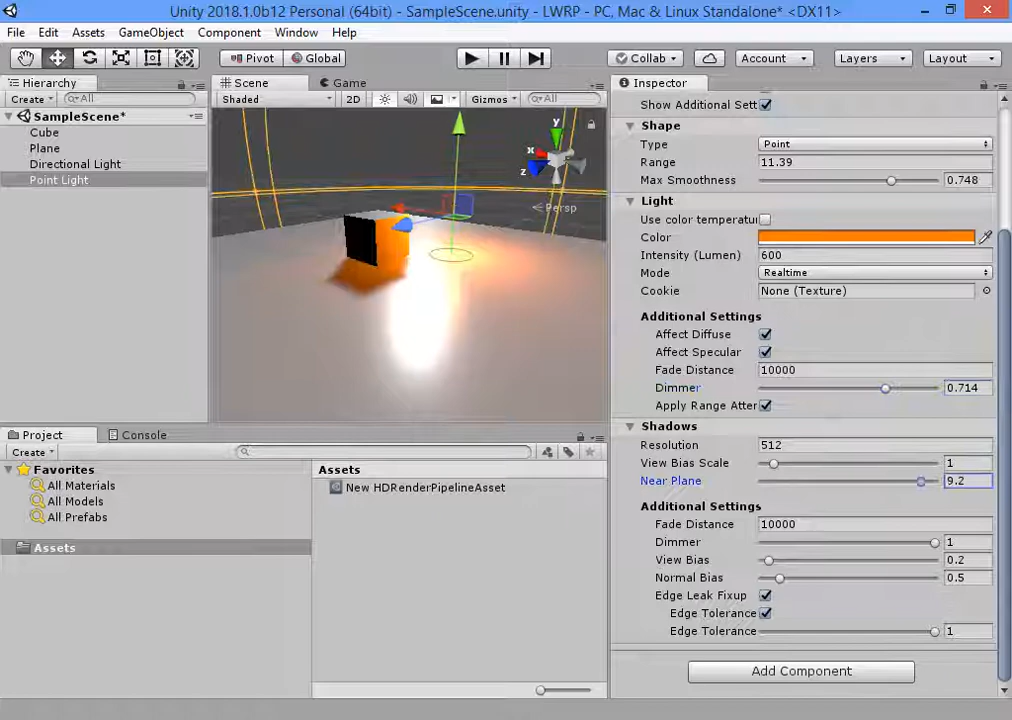 Unity 2018.1.0b12 Personal (64bit) - SampleScene.unity - LWRP - PC, Mac & Linux Standalone* <DX11>
File Edit Assets GameObject Component Window Help
Pivot Global Collab Account Layers Layout
Hierarchy
Create All
SampleScene*
Cube
Plane
Directional Light
Point Light
Scene Game
Shaded 2D Gizmos All
y
x
z
Persp
Project Console
Create
Favorites
All Materials
All Models
All Prefabs
Assets
Assets
New HDRenderPipelineAsset
Inspector
Show Additional Sett
Shape
Type Point
Range 11.39
Max Smoothness 0.748
Light
Use color temperatur
Color
Intensity (Lumen) 600
Mode Realtime
Cookie None (Texture)
Additional Settings
Affect Diffuse
Affect Specular
Fade Distance 10000
Dimmer 0.714
Apply Range Atter
Shadows
Resolution 512
View Bias Scale 1
Near Plane 9.2
Additional Settings
Fade Distance 10000
Dimmer 1
View Bias 0.2
Normal Bias 0.5
Edge Leak Fixup
Edge Tolerance
Edge Tolerance 1
Add Component